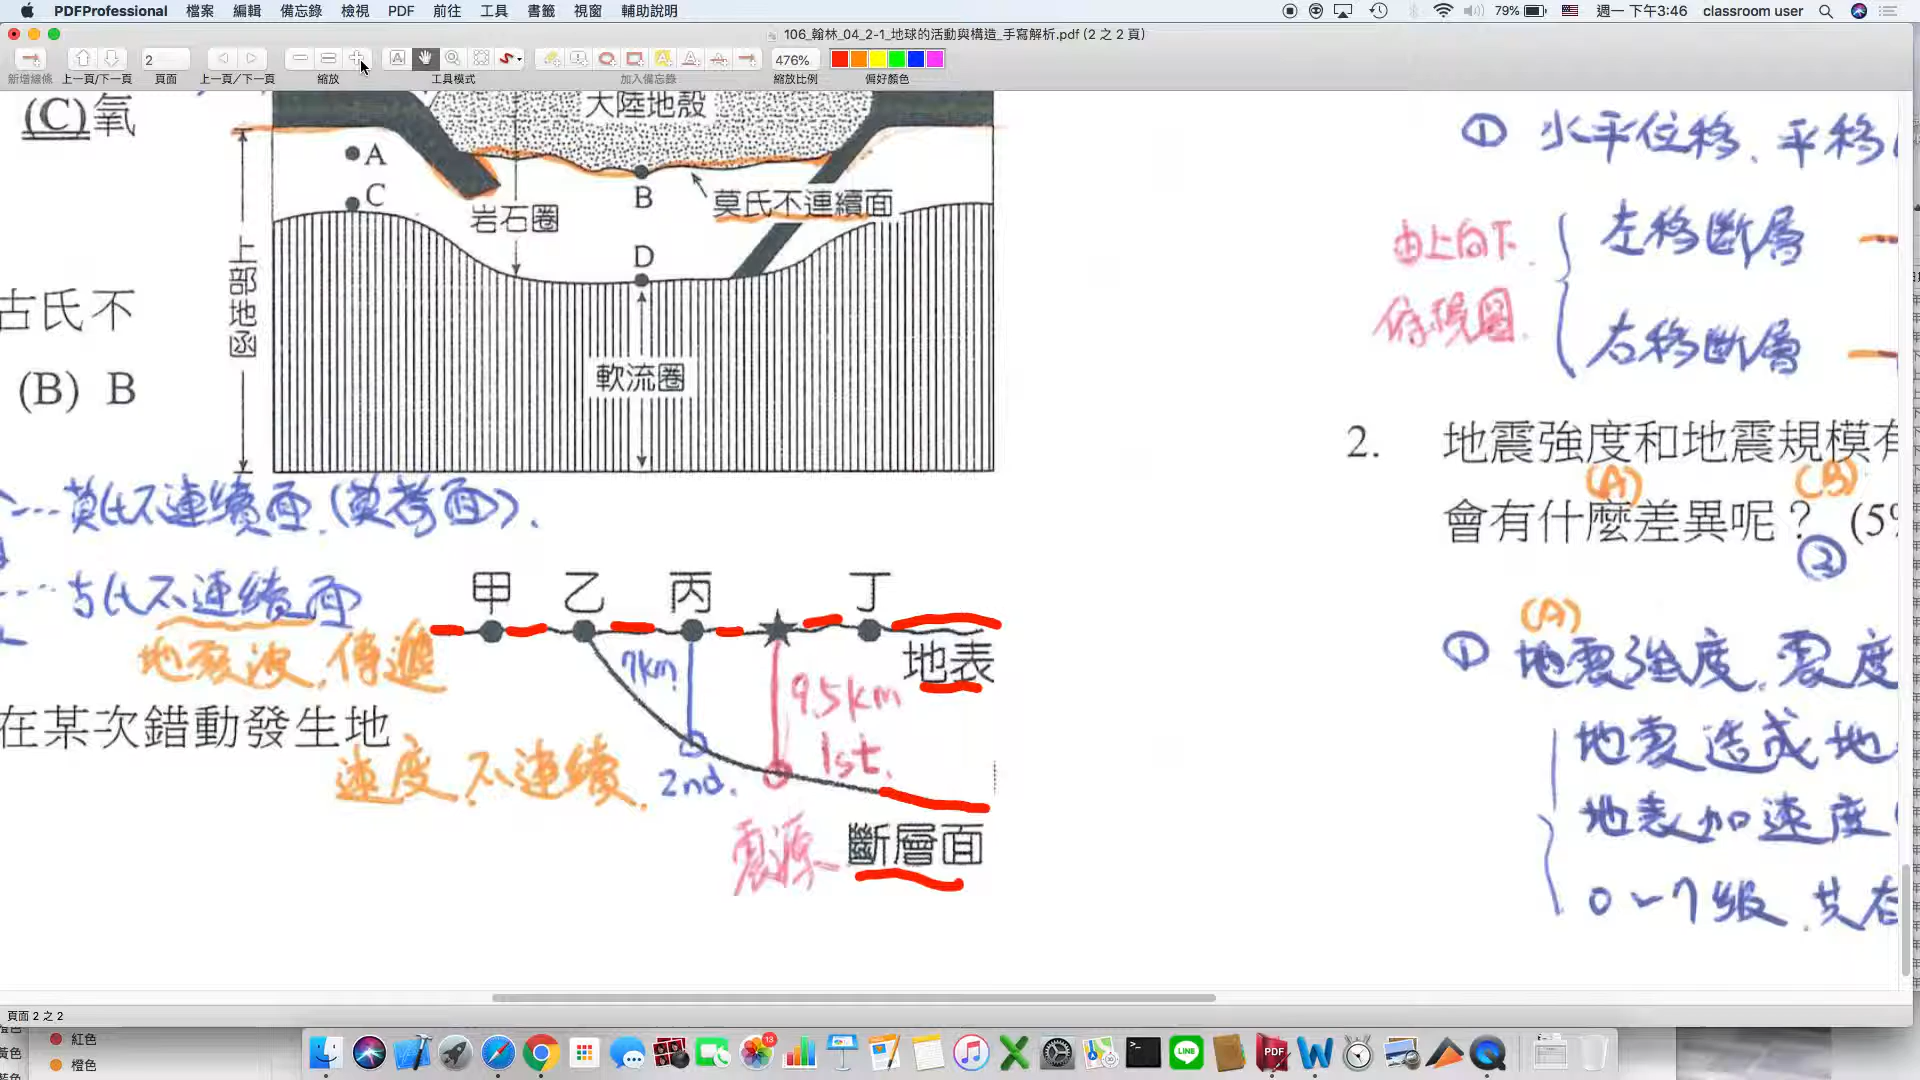 PDFProfessional 檔案 編輯 備忘錄 檢視 PDF 前往 工具 書籤 視窗 輔助說明 79% 週一 下午3:46 classroom user
106_翰林_04_2-1_地球的活動與構造_手寫解析.pdf (2 之 2 頁)
2 476%
新增線條 上一頁/下一頁 頁面 上一頁/下一頁 縮放 工具模式 加入備忘錄 縮放比例 偏好顏色
(C)氧
大陸地殼
A
C
B
莫氏不連續面
岩石圈
D
上部地函
軟流圈
古氏不
(B) B
莫氏不連續面(莫荷面).
古氏不連續面
地震波.傳遞
速度.不連續.
在某次錯動發生地
甲 乙 丙 丁
地表
7km.
9.5km
1st.
2nd.
震源
斷層面
① 水平位移、平移
由上向下.
俯視圖.
左移斷層
右移斷層
2. 地震強度和地震規模有
(A) (B)
會有什麼差異呢？ (5%
②
(A)
① 地震強度.震度
地震造成地
地表加速度
0~7級.共
頁面 2 之 2
紅色
橙色
13